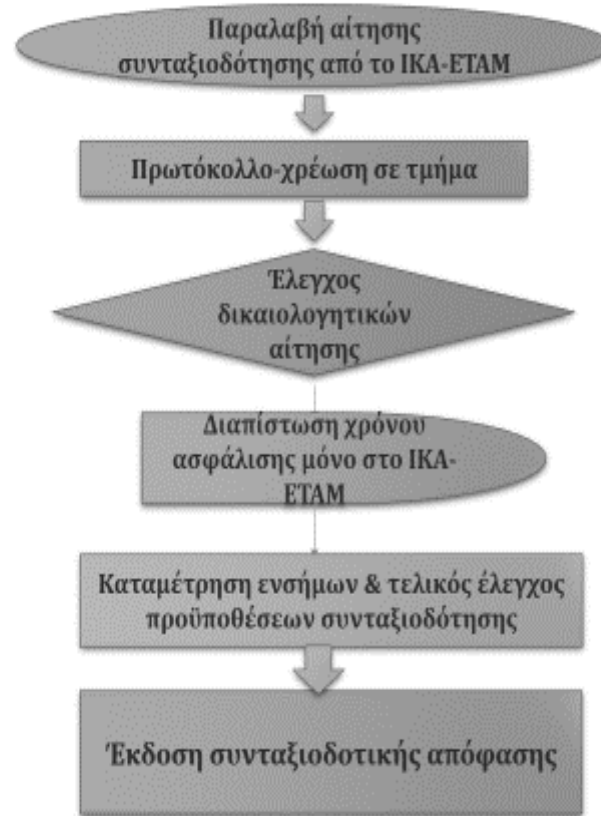 Παραλαβή αίτησης
συνταξιοδότησης από το ΙΚΑ-ΕΤΑΜ
Πρωτόκολλο-χρέωση σε τμήμα
Έλεγχος
δικαιολογητικών
αίτησης
Διαπίστωση χρόνου
ασφάλισης μόνο στο ΙΚΑ-
ΕΤΑΜ
Καταμέτρηση ενσήμων & τελικός έλεγχος
προϋποθέσεων συνταξιοδότησης
Έκδοση συνταξιοδοτικής απόφασης